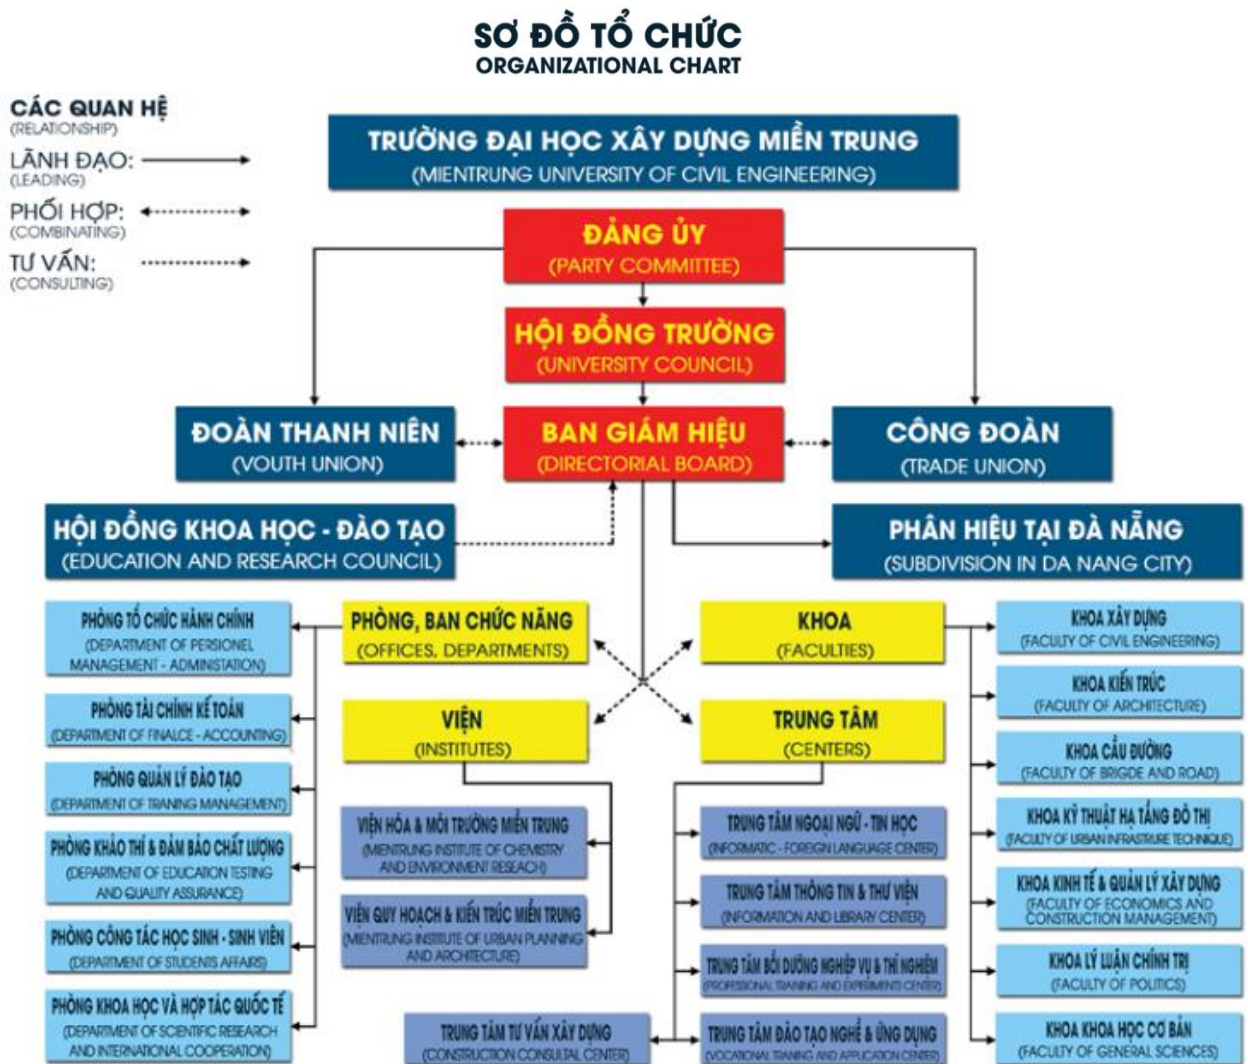 SƠ ĐỒ TỔ CHỨC
ORGANIZATIONAL CHART
CÁC QUAN HỆ
(RELATIONSHIP)
LÃNH ĐẠO:
(LEADING)
PHỐI HỢP:
(COMBINATING)
TƯ VẤN:
(CONSULTING)
TRƯỜNG ĐẠI HỌC XÂY DỰNG MIỀN TRUNG
(MIENTRUNG UNIVERSITY OF CIVIL ENGINEERING)
ĐẢNG ỦY
(PARTY COMMITTEE)
HỘI ĐỒNG TRƯỜNG
(UNIVERSITY COUNCIL)
ĐOÀN THANH NIÊN
(VOUTH UNION)
BAN GIÁM HIỆU
(DIRECTORIAL BOARD)
CÔNG ĐOÀN
(TRADE UNION)
HỘI ĐỒNG KHOA HỌC - ĐÀO TẠO
(EDUCATION AND RESEARCH COUNCIL)
PHÂN HIỆU TẠI ĐÀ NẴNG
(SUBDIVISION IN DA NANG CITY)
PHÒNG TỔ CHỨC HÀNH CHÍNH
(DEPARTMENT OF PERSIONEL
MANAGEMENT - ADMINISTATION)
PHÒNG TÀI CHÍNH KẾ TOÁN
(DEPARTMENT OF FINALCE - ACCOUNTING)
PHÒNG QUẢN LÝ ĐÀO TẠO
(DEPARTMENT OF TRANING MANAGEMENT)
PHÒNG KHẢO THÍ & ĐẢM BẢO CHẤT LƯỢNG
(DEPARTMENT OF EDUCATION TESTING
AND QUALITY ASSURANCE)
PHÒNG CÔNG TÁC HỌC SINH - SINH VIÊN
(DEPARTMENT OF STUDENTS AFFAIRS)
PHÒNG KHOA HỌC VÀ HỢP TÁC QUỐC TẾ
(DEPARTMENT OF SCIENTIFIC RESEARCH
AND INTERNATIONAL COOPERATION)
PHÒNG, BAN CHỨC NĂNG
(OFFICES, DEPARTMENTS)
VIỆN
(INSTITUTES)
VIỆN HÓA & MÔI TRƯỜNG MIỀN TRUNG
(MIENTRUNG INSTITUTE OF CHEMISTRY
AND ENVIRONMENT RESEACH)
VIỆN QUY HOẠCH & KIẾN TRÚC MIỀN TRUNG
(MIENTRUNG INSTITUTE OF URBAN PLANNING
AND ARCHITECTURE)
KHOA
(FACULTIES)
TRUNG TÂM
(CENTERS)
TRUNG TÂM NGOẠI NGỮ - TIN HỌC
(INFORMATIC - FOREIGN LANGUAGE CENTER)
TRUNG TÂM THÔNG TIN & THƯ VIỆN
(INFORMATION AND LIBRARY CENTER)
TRUNG TÂM BỒI DƯỠNG NGHIỆP VỤ & THÍ NGHIỆM
(PROFESSIONAL TRAINING AND EXPERIMENTS CENTER)
TRUNG TÂM TƯ VẤN XÂY DỰNG
(CONSTRUCTION CONSULTAL CENTER)
TRUNG TÂM ĐÀO TẠO NGHỀ & ỨNG DỤNG
(VOCATIONAL TRANING AND APPLICATION CENTER)
KHOA XÂY DỰNG
(FACULTY OF CIVIL ENGINEERING)
KHOA KIẾN TRÚC
(FACULTY OF ARCHITECTURE)
KHOA CẦU ĐƯỜNG
(FACULTY OF BRIGDE AND ROAD)
KHOA KỸ THUẬT HẠ TẦNG ĐÔ THỊ
(FACULTY OF URBAN INFRASTRURE TECHNIQUE)
KHOA KINH TẾ & QUẢN LÝ XÂY DỰNG
(FACULTY OF ECONOMICS AND
CONSTRUCTION MANAGEMENT)
KHOA LÝ LUẬN CHÍNH TRỊ
(FACULTY OF POLITICS)
KHOA KHOA HỌC CƠ BẢN
(FACULTY OF GENERAL SCIENCES)